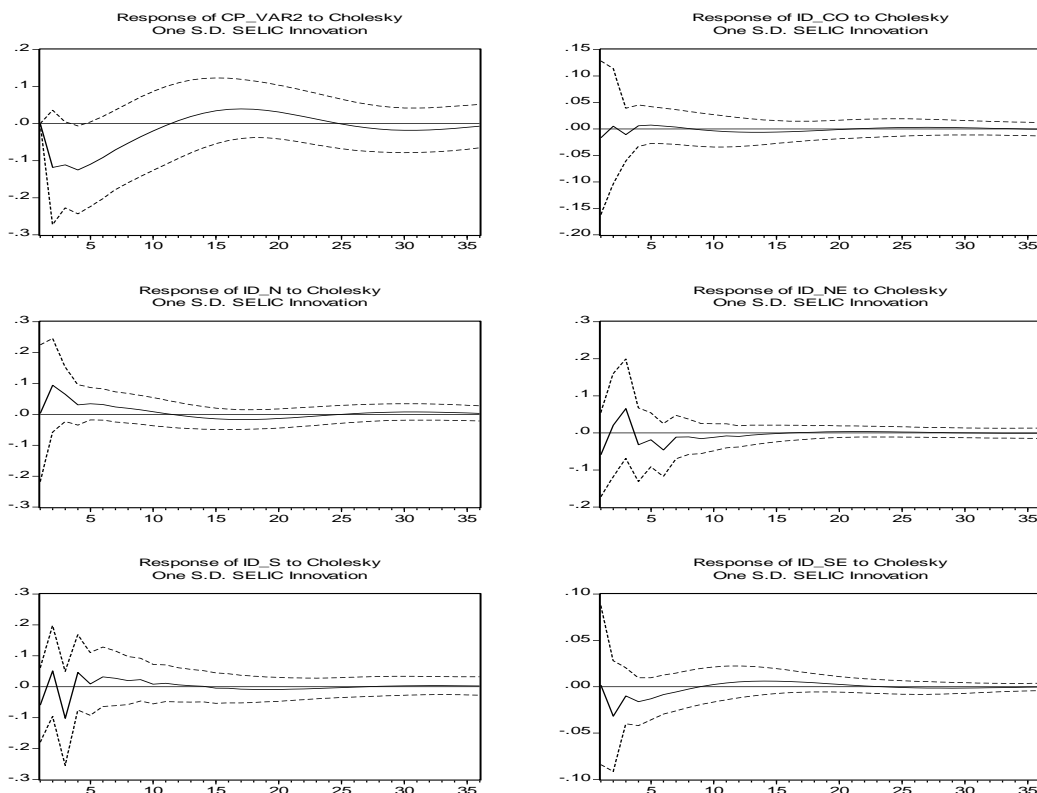 Response of CP_VAR2 to Cholesky
One S.D. SELIC Innovation
.2
.1
.0
-.1
-.2
-.3
5 10 15 20 25 30 35
Response of ID_CO to Cholesky
One S.D. SELIC Innovation
.15
.10
.05
.00
-.05
-.10
-.15
-.20
5 10 15 20 25 30 35
Response of ID_N to Cholesky
One S.D. SELIC Innovation
.3
.2
.1
.0
-.1
-.2
-.3
5 10 15 20 25 30 35
Response of ID_NE to Cholesky
One S.D. SELIC Innovation
.3
.2
.1
.0
-.1
-.2
5 10 15 20 25 30 35
Response of ID_S to Cholesky
One S.D. SELIC Innovation
.3
.2
.1
.0
-.1
-.2
-.3
5 10 15 20 25 30 35
Response of ID_SE to Cholesky
One S.D. SELIC Innovation
.10
.05
.00
-.05
-.10
5 10 15 20 25 30 35